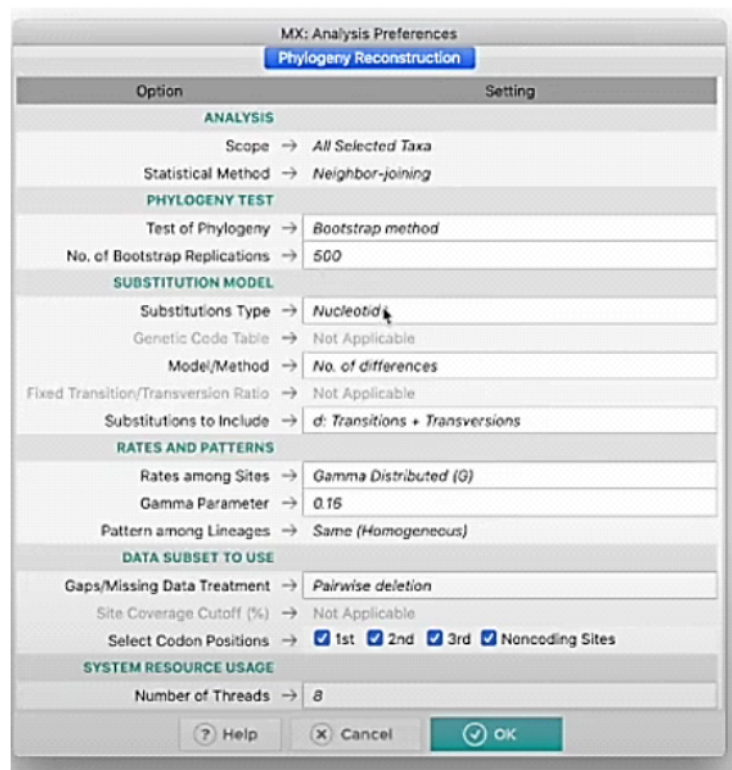 MX: Analysis Preferences
Phylogeny Reconstruction
Option Setting
ANALYSIS
Scope → All Selected Taxa
Statistical Method → Neighbor-joining
PHYLOGENY TEST
Test of Phylogeny → Bootstrap method
No. of Bootstrap Replications → 500
SUBSTITUTION MODEL
Substitutions Type → Nucleotid
Genetic Code Table → Not Applicable
Model/Method → No. of differences
Fixed Transition/Transversion Ratio → Not Applicable
Substitutions to Include → d: Transitions + Transversions
RATES AND PATTERNS
Rates among Sites → Gamma Distributed (G)
Gamma Parameter → 0.16
Pattern among Lineages → Same (Homogeneous)
DATA SUBSET TO USE
Gaps/Missing Data Treatment → Pairwise deletion
Site Coverage Cutoff (%) → Not Applicable
Select Codon Positions → 1st 2nd 3rd Noncoding Sites
SYSTEM RESOURCE USAGE
Number of Threads → 8
? Help X Cancel OK